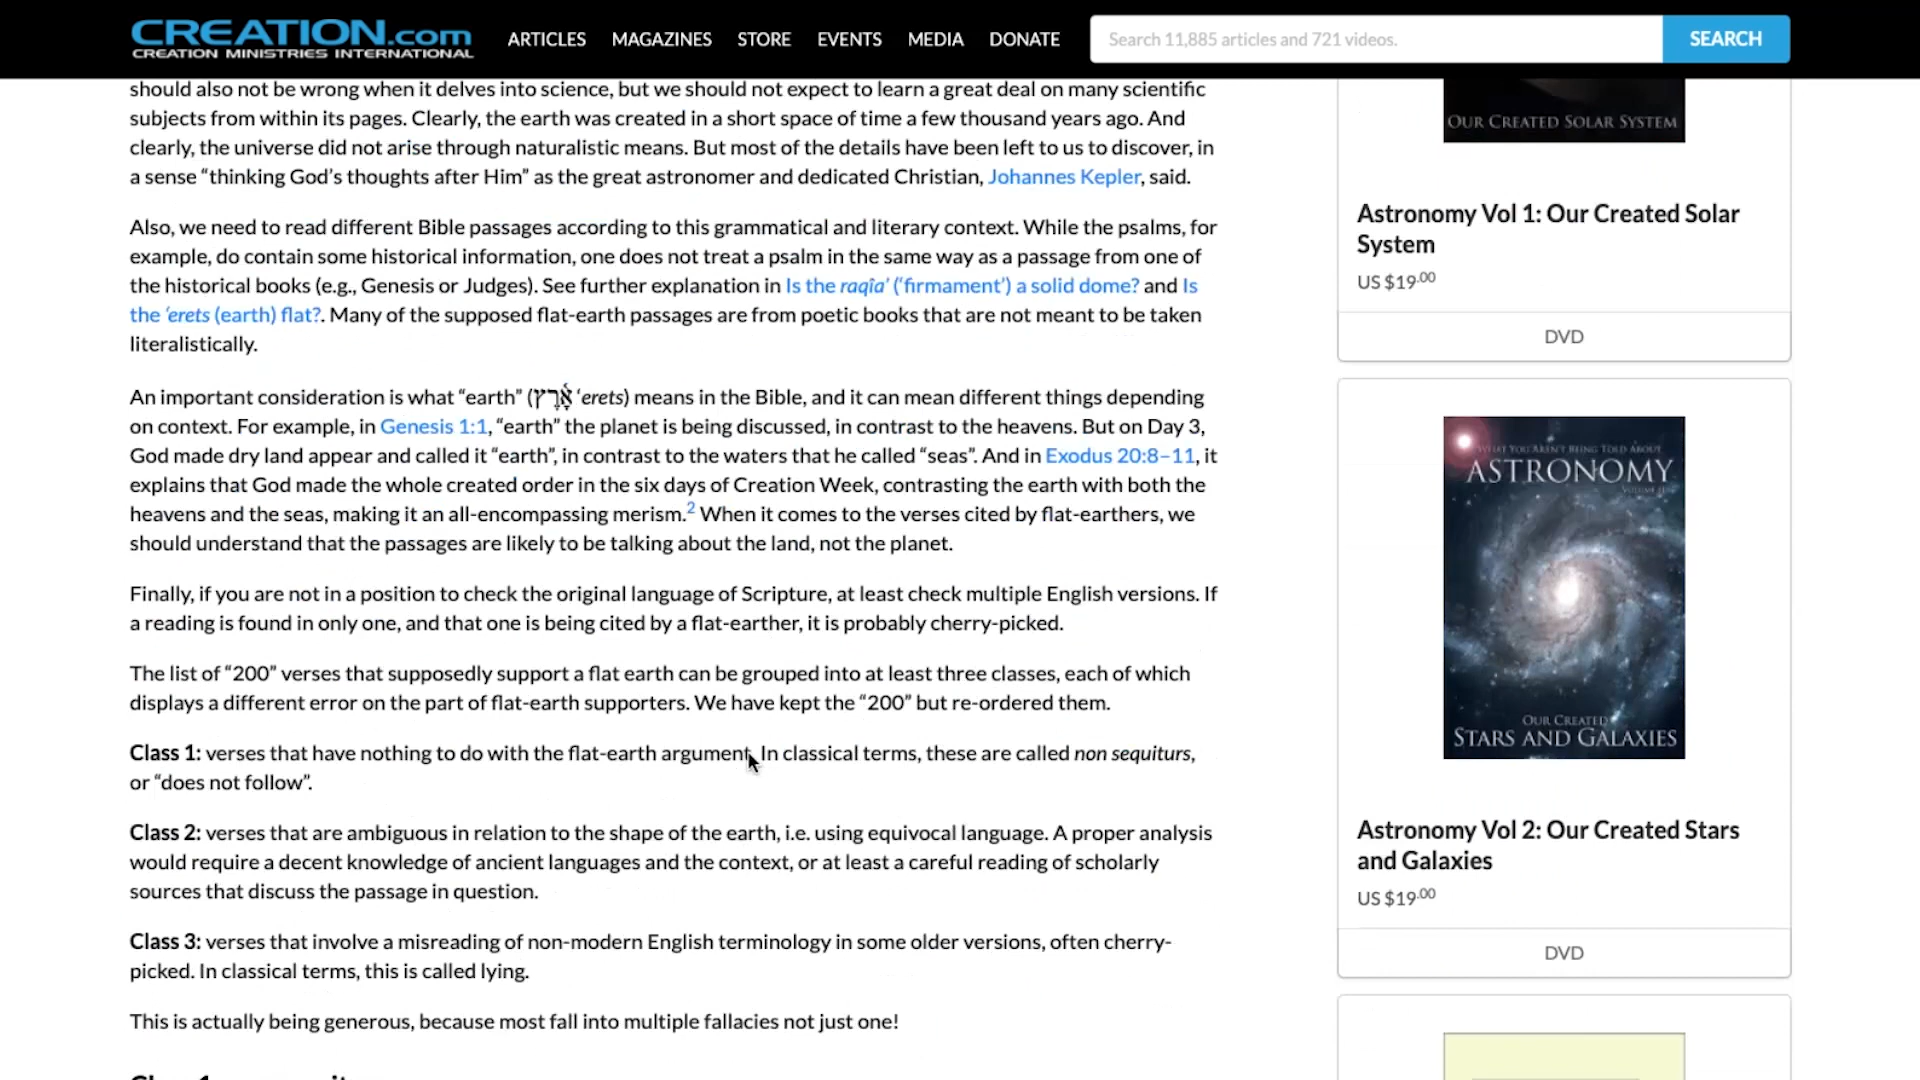 CREATION.com
CREATION MINISTRIES INTERNATIONAL
ARTICLES MAGAZINES STORE EVENTS MEDIA DONATE
Search 11,885 articles and 721 videos.
SEARCH
should also not be wrong when it delves into science, but we should not expect to learn a great deal on many scientific
subjects from within its pages. Clearly, the earth was created in a short space of time a few thousand years ago. And
clearly, the universe did not arise through naturalistic means. But most of the details have been left to us to discover, in
a sense “thinking God’s thoughts after Him” as the great astronomer and dedicated Christian, Johannes Kepler, said.
Also, we need to read different Bible passages according to this grammatical and literary context. While the psalms, for
example, do contain some historical information, one does not treat a psalm in the same way as a passage from one of
the historical books (e.g., Genesis or Judges). See further explanation in Is the raqîa‘ (‘firmament’) a solid dome? and Is
the ’erets (earth) flat?. Many of the supposed flat-earth passages are from poetic books that are not meant to be taken
literalistically.
An important consideration is what “earth” (אֶָ֫רֶץ ’erets) means in the Bible, and it can mean different things depending
on context. For example, in Genesis 1:1, “earth” the planet is being discussed, in contrast to the heavens. But on Day 3,
God made dry land appear and called it “earth”, in contrast to the waters that he called “seas”. And in Exodus 20:8–11, it
explains that God made the whole created order in the six days of Creation Week, contrasting the earth with both the
heavens and the seas, making it an all-encompassing merism.2 When it comes to the verses cited by flat-earthers, we
should understand that the passages are likely to be talking about the land, not the planet.
Finally, if you are not in a position to check the original language of Scripture, at least check multiple English versions. If
a reading is found in only one, and that one is being cited by a flat-earther, it is probably cherry-picked.
The list of “200” verses that supposedly support a flat earth can be grouped into at least three classes, each of which
displays a different error on the part of flat-earth supporters. We have kept the “200” but re-ordered them.
Class 1: verses that have nothing to do with the flat-earth argument. In classical terms, these are called non sequiturs,
or “does not follow”.
Class 2: verses that are ambiguous in relation to the shape of the earth, i.e. using equivocal language. A proper analysis
would require a decent knowledge of ancient languages and the context, or at least a careful reading of scholarly
sources that discuss the passage in question.
Class 3: verses that involve a misreading of non-modern English terminology in some older versions, often cherry-
picked. In classical terms, this is called lying.
This is actually being generous, because most fall into multiple fallacies not just one!
OUR CREATED SOLAR SYSTEM
Astronomy Vol 1: Our Created Solar
System
US $19.00
DVD
WHAT YOU AREN'T BEING TOLD ABOUT
ASTRONOMY
OUR CREATED
STARS AND GALAXIES
Astronomy Vol 2: Our Created Stars
and Galaxies
US $19.00
DVD